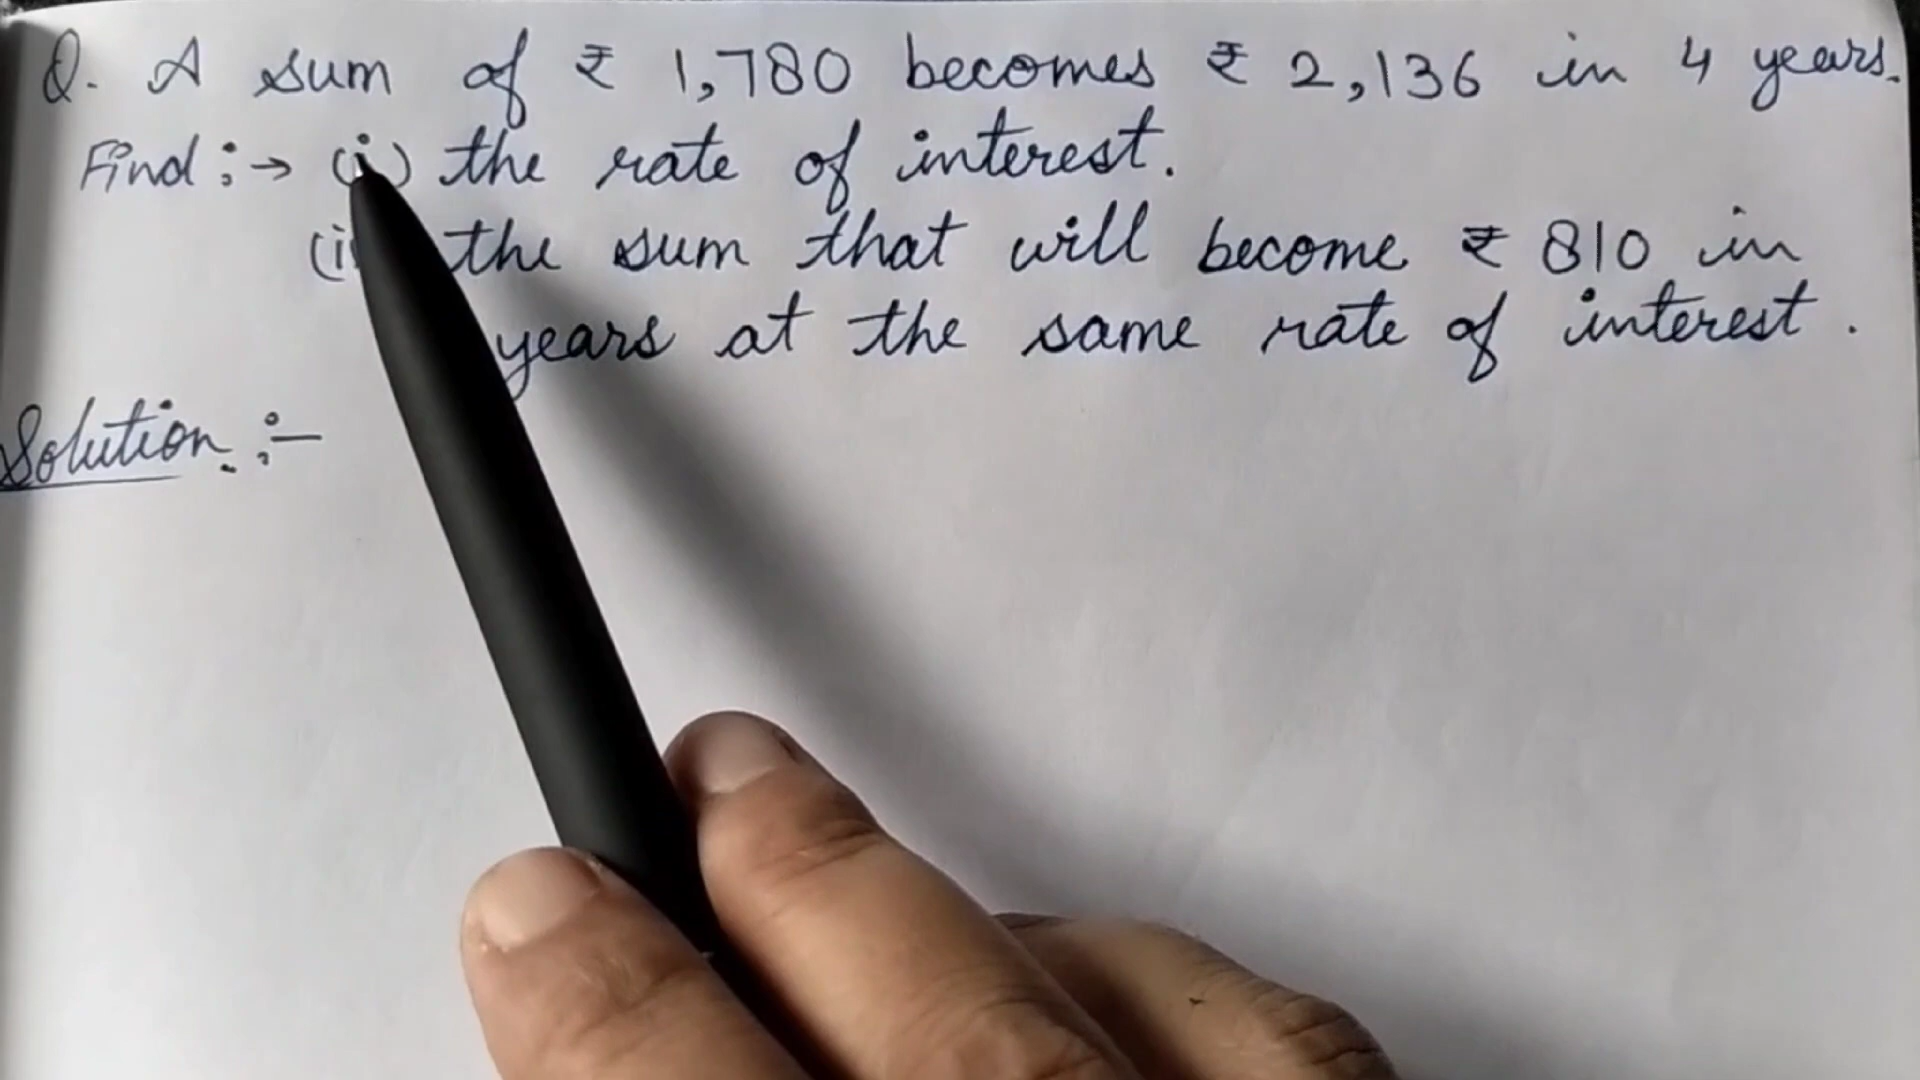 Q. A sum of ₹ 1,780 becomes ₹ 2,136 in 4 years.
Find :→ (i) the rate of interest.
(i the sum that will become ₹ 810 in
years at the same rate of interest.
Solution :-